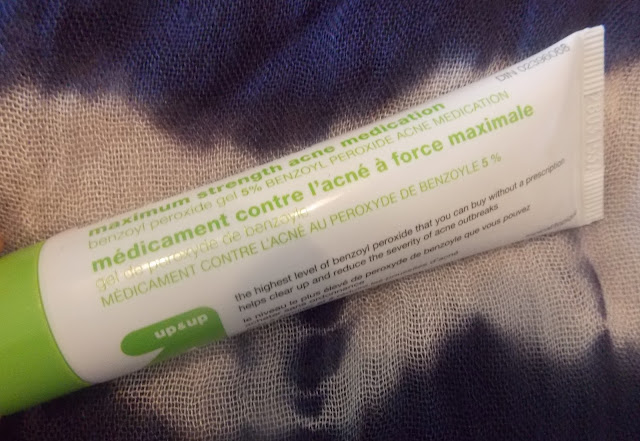 DIN 02396068
maximum strength acne medication
benzoyl peroxide gel 5% BENZOYL PEROXIDE ACNE MEDICATION
médicament contre l'acné à force maximale
gel de peroxyde de benzoyle
MÉDICAMENT CONTRE L'ACNÉ AU PEROXYDE DE BENZOYLE 5 %
the highest level of benzoyl peroxide that you can buy without a prescription
helps clear up and reduce the severity of acne outbreaks
le niveau le plus élevé de peroxyde de benzoyle que vous pouvez
up&up